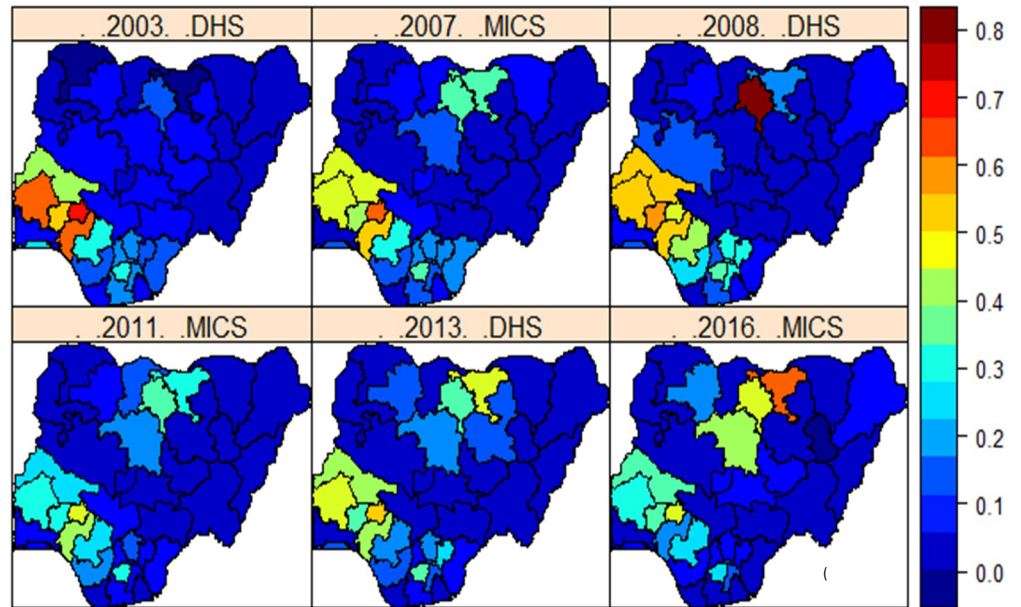 . .2003. .DHS
. .2007. .MICS
. .2008. .DHS
. .2011. .MICS
. .2013. .DHS
. .2016. .MICS
0.8
0.7
0.6
0.5
0.4
0.3
0.2
0.1
0.0
(